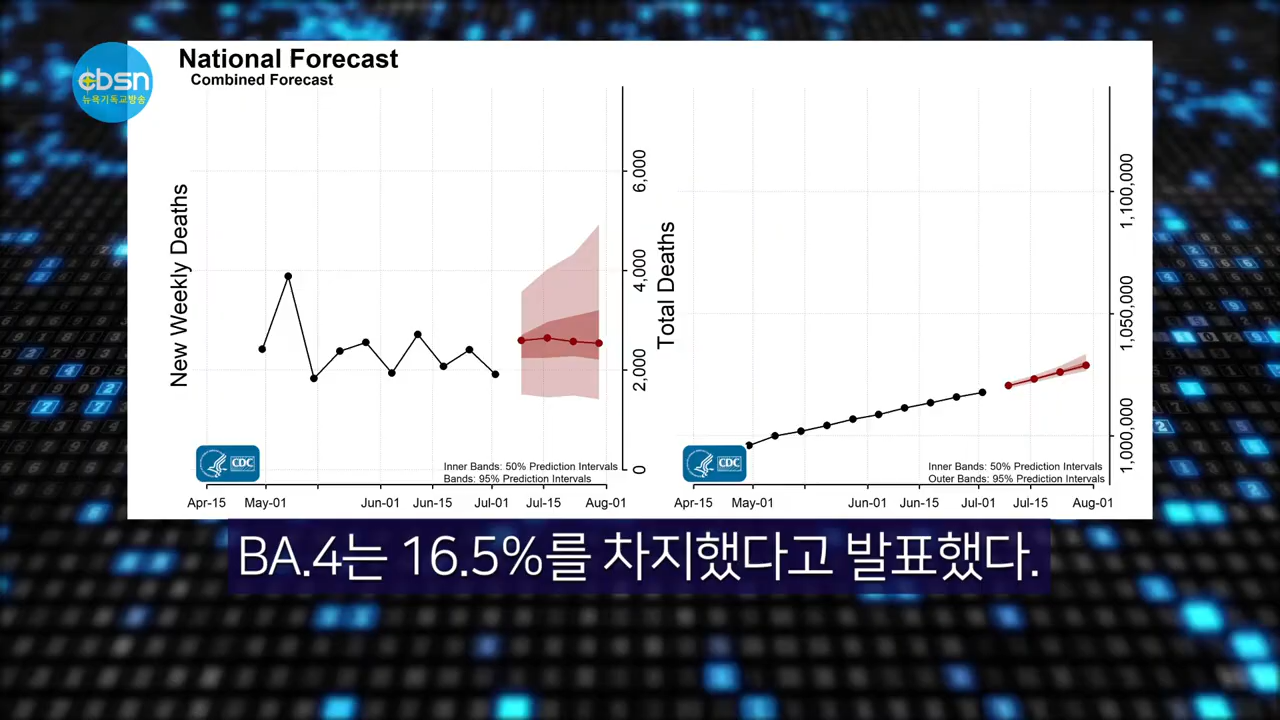 National Forecast
Combined Forecast
cbsn
뉴욕기독교방송
New Weekly Deaths
6,000
4,000
2,000
0
CDC
Inner Bands: 50% Prediction Intervals
Bands: 95% Prediction Intervals
Apr-15 May-01 Jun-01 Jun-15 Jul-01 Jul-15 Aug-01
Total Deaths
1,100,000
1,050,000
1,000,000
CDC
Inner Bands: 50% Prediction Intervals
Outer Bands: 95% Prediction Intervals
Apr-15 May-01 Jun-01 Jun-15 Jul-01 Jul-15 Aug-01
BA.4는 16.5%를 차지했다고 발표했다.